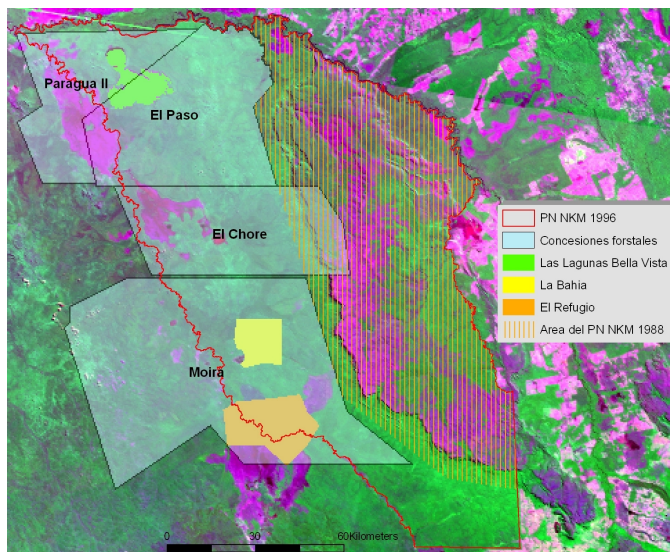 Paragua II
El Paso
El Chore
Moira
PN NKM 1996
Concesiones forstales
Las Lagunas Bella Vista
La Bahia
El Refugio
Area del PN NKM 1988
0 30 60Kilometers